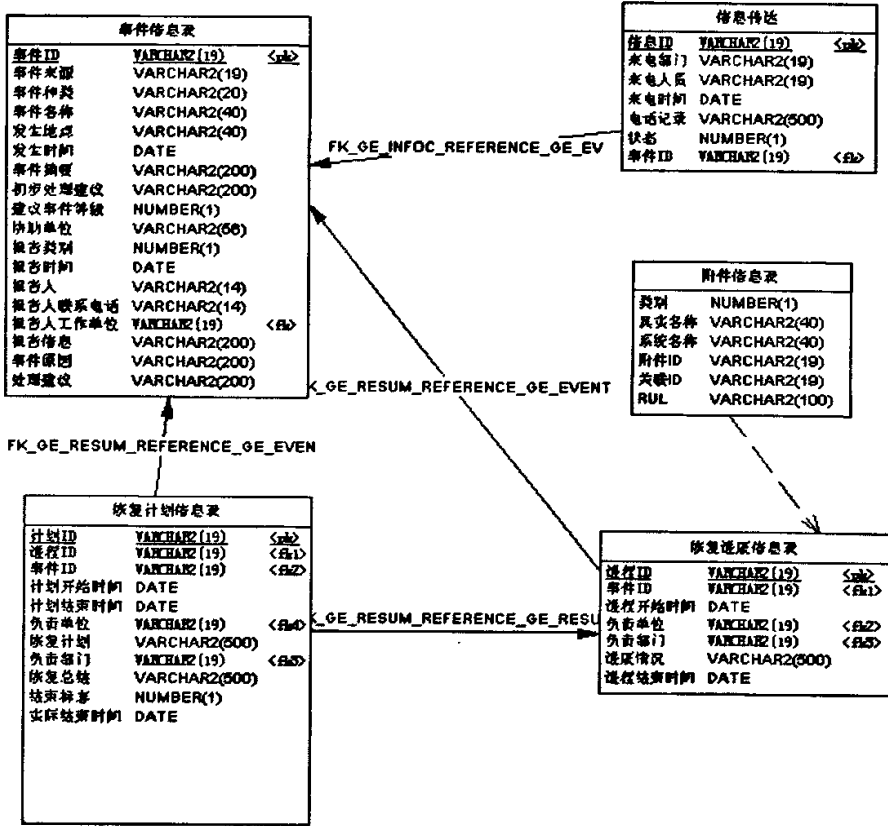 事件信息表
事件ID VARCHAR2(19) <pk>
事件来源 VARCHAR2(19)
事件种类 VARCHAR2(20)
事件名称 VARCHAR2(40)
发生地点 VARCHAR2(40)
发生时间 DATE
事件摘要 VARCHAR2(200)
初步处理建议 VARCHAR2(200)
建议事件等级 NUMBER(1)
协助单位 VARCHAR2(56)
报告类别 NUMBER(1)
报告时间 DATE
报告人 VARCHAR2(14)
报告人联系电话 VARCHAR2(14)
报告人工作单位 VARCHAR2(19) <fk>
报告信息 VARCHAR2(200)
事件原因 VARCHAR2(200)
处理建议 VARCHAR2(200)
信息传达
信息ID VARCHAR2(19) <pk>
来电部门 VARCHAR2(19)
来电人员 VARCHAR2(19)
来电时间 DATE
电话记录 VARCHAR2(500)
状态 NUMBER(1)
事件ID VARCHAR2(19) <fk>
FK_GE_INFOC_REFERENCE_GE_EV
附件信息表
类别 NUMBER(1)
真实名称 VARCHAR2(40)
系统名称 VARCHAR2(40)
附件ID VARCHAR2(19)
关联ID VARCHAR2(19)
RUL VARCHAR2(100)
K_GE_RESUM_REFERENCE_GE_EVENT
FK_GE_RESUM_REFERENCE_GE_EVEN
恢复计划信息表
计划ID VARCHAR2(19) <pk>
进程ID VARCHAR2(19) <fk1>
事件ID VARCHAR2(19) <fk2>
计划开始时间 DATE
计划结束时间 DATE
负责单位 VARCHAR2(19) <fk4>
恢复计划 VARCHAR2(500)
负责部门 VARCHAR2(19) <fk3>
恢复总结 VARCHAR2(500)
结束标志 NUMBER(1)
实际结束时间 DATE
K_GE_RESUM_REFERENCE_GE_RESU
恢复进展信息表
进程ID VARCHAR2(19) <pk>
事件ID VARCHAR2(19) <fk1>
进程开始时间 DATE
负责单位 VARCHAR2(19) <fk2>
负责部门 VARCHAR2(19) <fk3>
进展情况 VARCHAR2(500)
进程结束时间 DATE